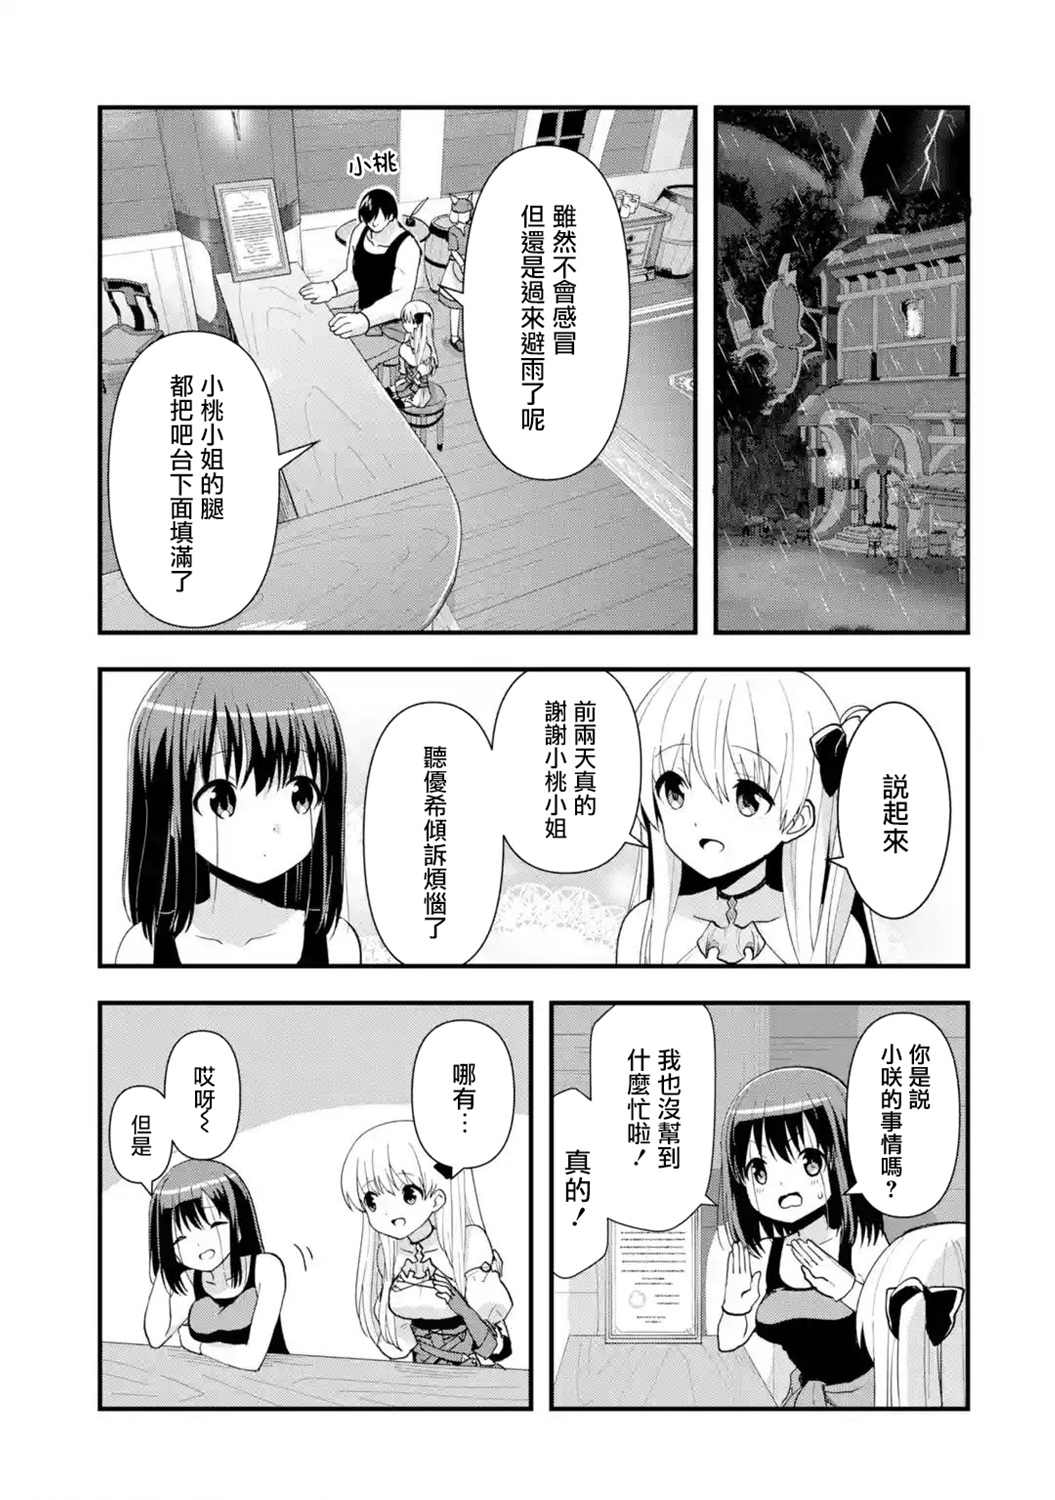 雖然不會感冒
但還是過來避雨了呢
小桃
小桃小姐的腿
都把吧台下面填滿了
説起來
前兩天真的
謝謝小桃小姐
聽優希傾訴煩惱了
你是説
小咲的事情嗎？
我也沒幫到
什麼忙啦！
真的！
哪有…
哎呀～
但是